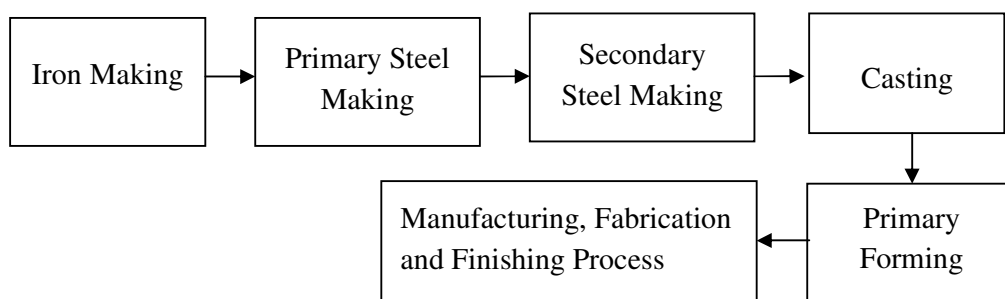 Iron Making
Primary Steel
Making
Secondary
Steel Making
Casting
Primary
Forming
Manufacturing, Fabrication
and Finishing Process